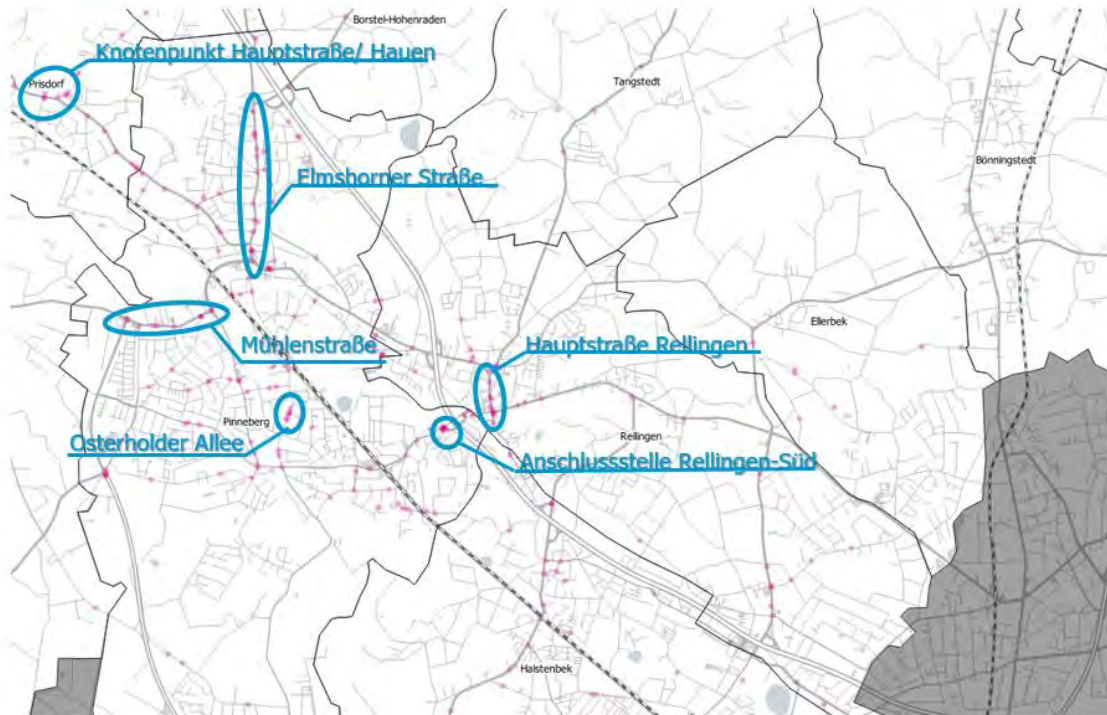 Borstel-Hohenraden
Knotenpunkt Hauptstraße/ Hauen
Prisdorf
Tangstedt
Bönningstedt
Elmshorner Straße
Ellerbek
Mühlenstraße
Hauptstraße Rellingen
Pinneberg
Osterholder Allee
Rellingen
Anschlussstelle Rellingen-Süd
Halstenbek